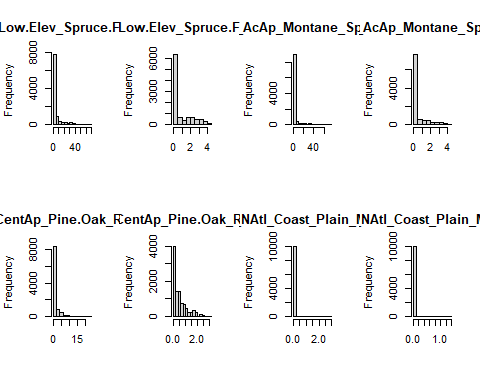 Low.Elev_Spruce.F
Low.Elev_Spruce.F
AcAp_Montane_Sp
AcAp_Montane_Sp
Frequency
0 4000 8000
0 40
Frequency
0 3000 6000
0 2 4
Frequency
0 4000
0 40
Frequency
0 4000
0 2 4
CentAp_Pine.Oak_R
CentAp_Pine.Oak_R
NAtl_Coast_Plain_M
NAtl_Coast_Plain_M
Frequency
0 4000 8000
0 15
Frequency
0 2000 4000
0.0 2.0
Frequency
0 4000 10000
0.0 2.0
Frequency
0 4000 10000
0.0 1.0